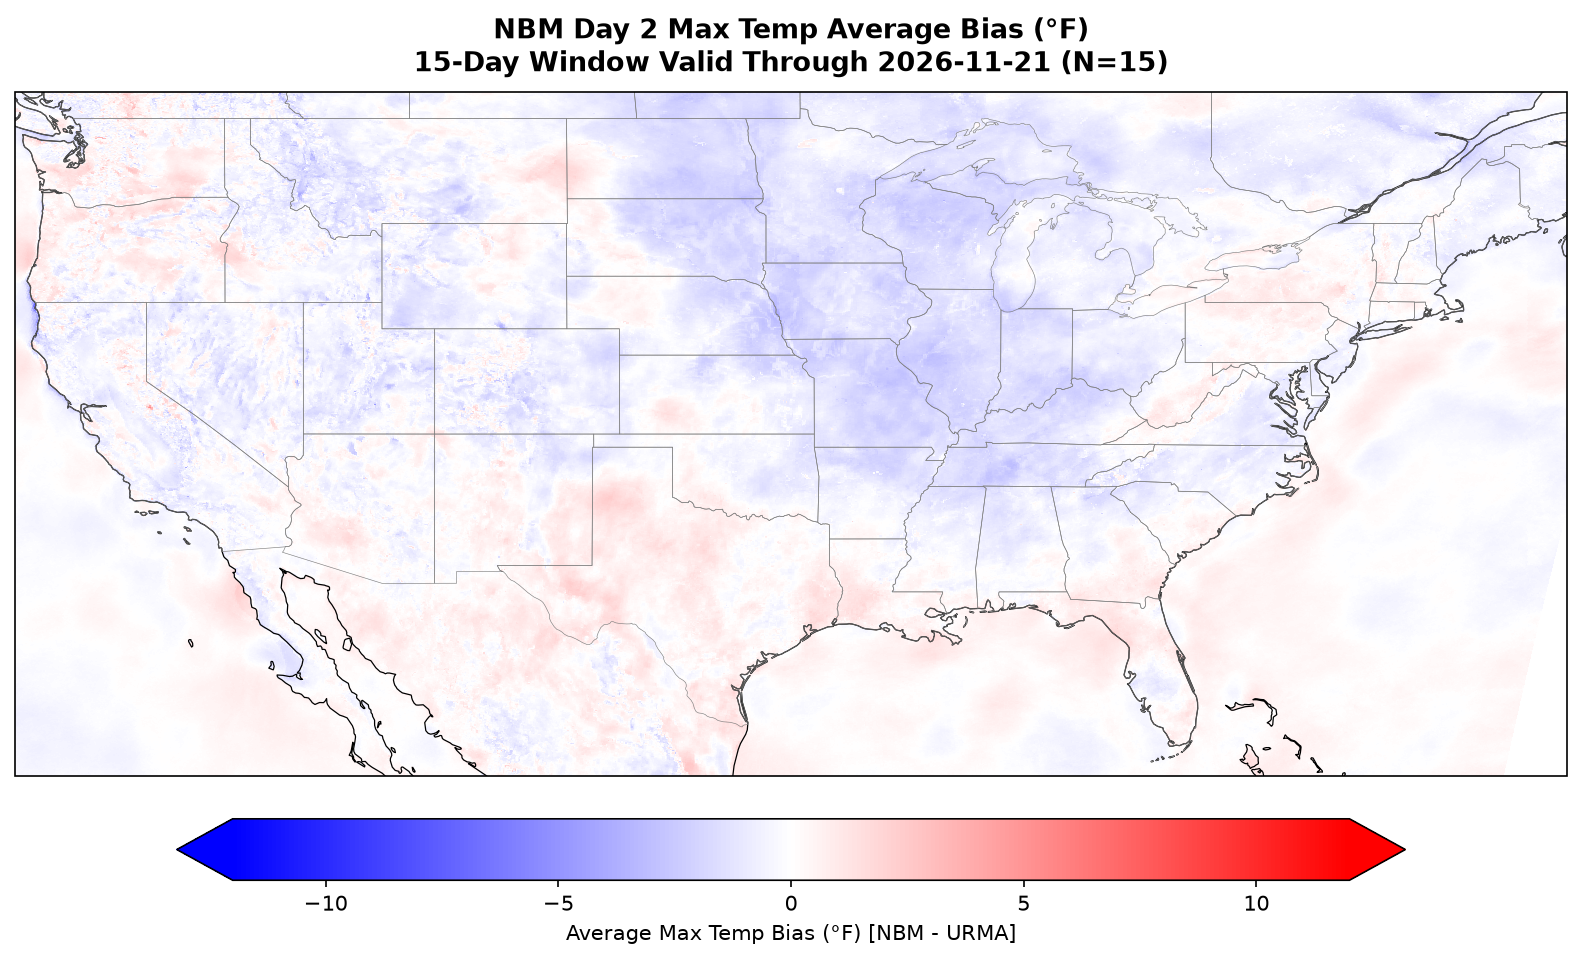 NBM Day 2 Max Temp Average Bias (°F)
15-Day Window Valid Through 2026-11-21 (N=15)
−10 −5 0 5 10
Average Max Temp Bias (°F) [NBM - URMA]